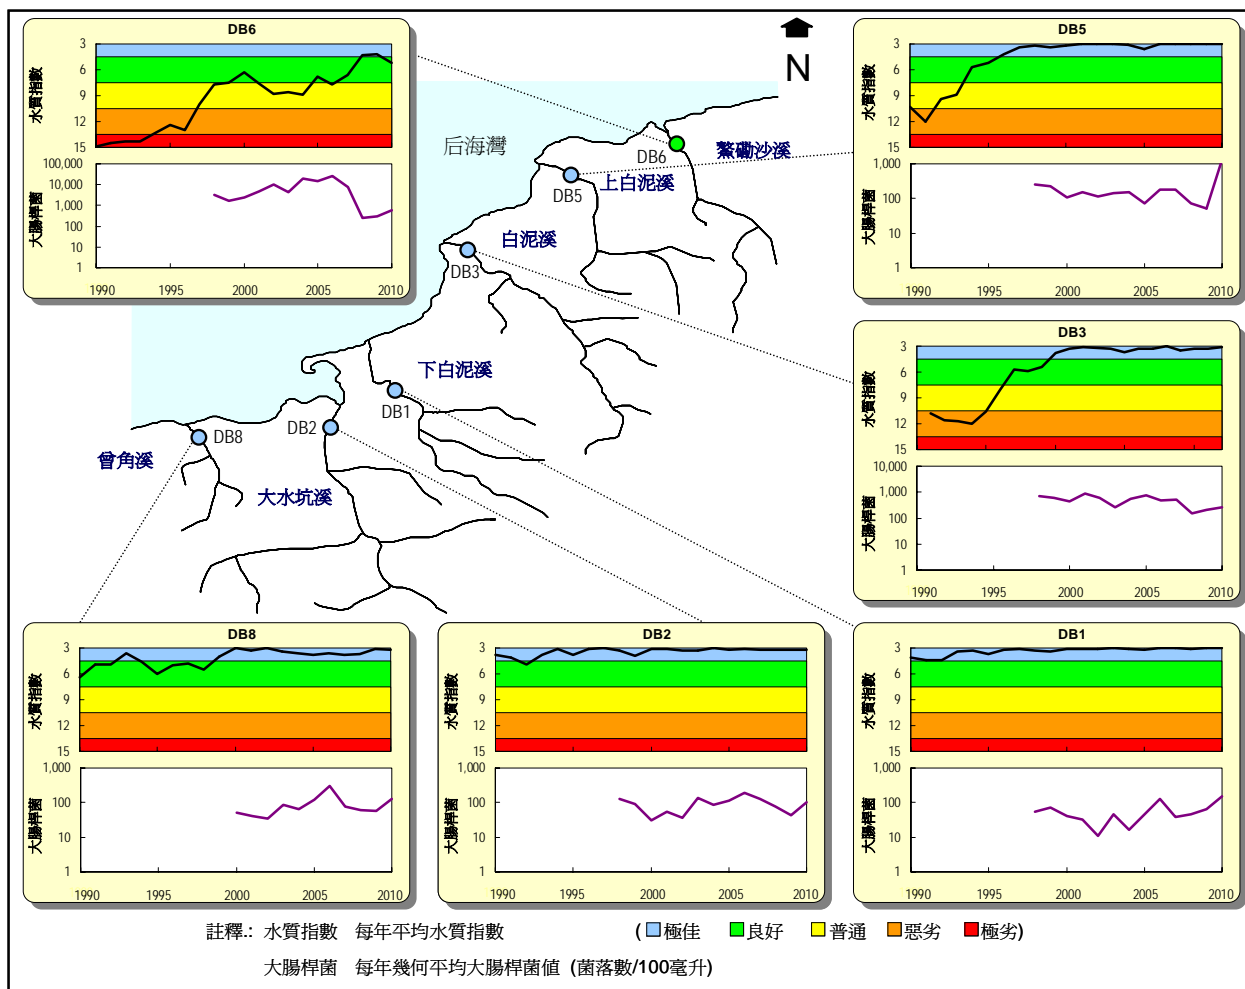 DB6
3
6
9
12
15
水質指數
100,000
10,000
1,000
100
10
1
大腸桿菌
1990 1995 2000 2005 2010
N
DB5
3
6
9
12
15
水質指數
1,000
100
10
1
大腸桿菌
1990 1995 2000 2005 2010
后海灣
DB6
鰲磡沙溪
上白泥溪
DB5
白泥溪
DB3
下白泥溪
DB1
DB2
DB8
曾角溪
大水坑溪
DB3
3
6
9
12
15
水質指數
10,000
1,000
100
10
1
大腸桿菌
1990 1995 2000 2005 2010
DB8
3
6
9
12
15
水質指數
1,000
100
10
1
大腸桿菌
1990 1995 2000 2005 2010
DB2
3
6
9
12
15
水質指數
1,000
100
10
1
大腸桿菌
1990 1995 2000 2005 2010
DB1
3
6
9
12
15
水質指數
1,000
100
10
1
大腸桿菌
1990 1995 2000 2005 2010
註釋.: 水質指數 每年平均水質指數 ( 極佳 良好 普通 惡劣 極劣)
大腸桿菌 每年幾何平均大腸桿菌值 (菌落數/100毫升)